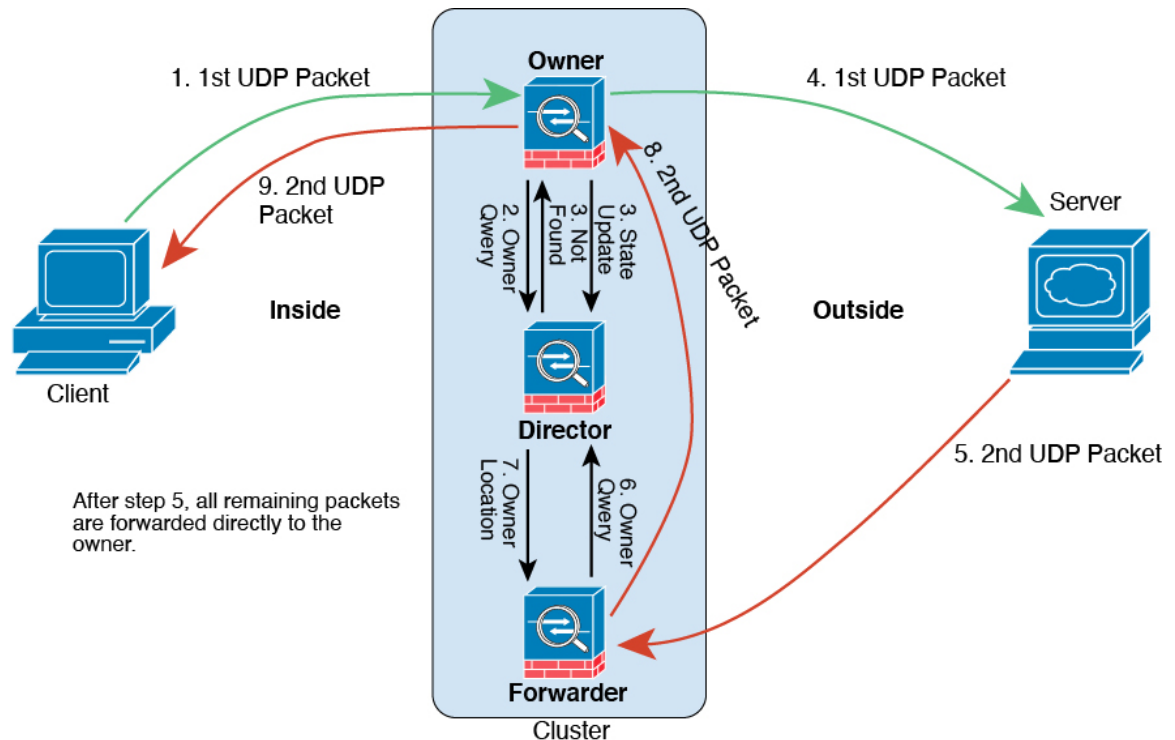 Owner
1. 1st UDP Packet
4. 1st UDP Packet
9. 2nd UDP
Packet
2. Owner
Qwery
3. Not
Found
3. State
Update
8. 2nd UDP Packet
Server
Inside
Outside
Client
Director
5. 2nd UDP Packet
7. Owner
Location
6. Owner
Qwery
After step 5, all remaining packets
are forwarded directly to the
owner.
Forwarder
Cluster